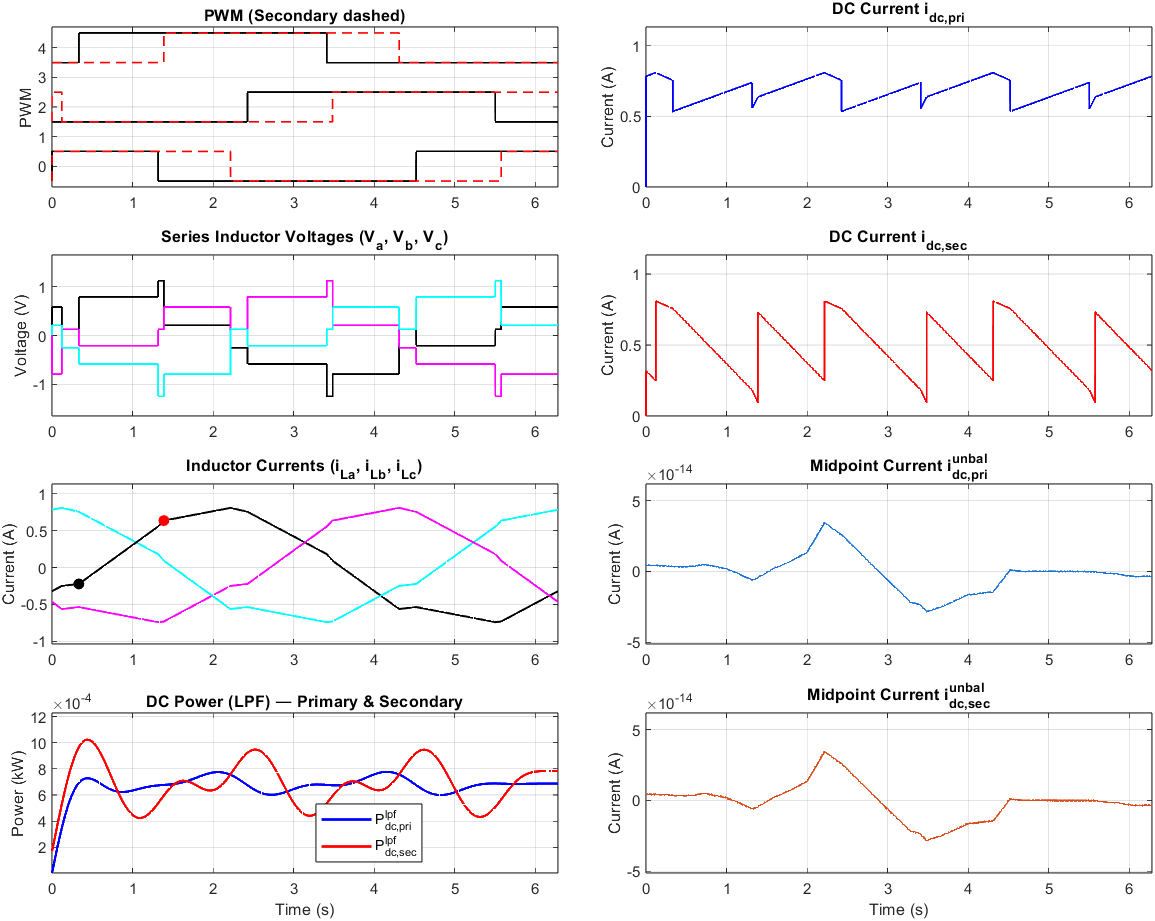 PWM (Secondary dashed)
PWM
4
3
2
1
0
0 1 2 3 4 5 6
DC Current i_dc,pri
Current (A)
1
0.5
0
0 1 2 3 4 5 6
Series Inductor Voltages (V_a, V_b, V_c)
Voltage (V)
1
0
-1
0 1 2 3 4 5 6
DC Current i_dc,sec
Current (A)
1
0.5
0
0 1 2 3 4 5 6
Inductor Currents (i_La, i_Lb, i_Lc)
Current (A)
1
0.5
0
-0.5
-1
0 1 2 3 4 5 6
Midpoint Current i^unbal_dc,pri
×10^-14
Current (A)
5
0
-5
0 1 2 3 4 5 6
DC Power (LPF) — Primary & Secondary
×10^-4
Power (kW)
12
10
8
6
4
2
P^lpf_dc,pri
P^lpf_dc,sec
0 1 2 3 4 5 6
Time (s)
Midpoint Current i^unbal_dc,sec
×10^-14
Current (A)
5
0
-5
0 1 2 3 4 5 6
Time (s)